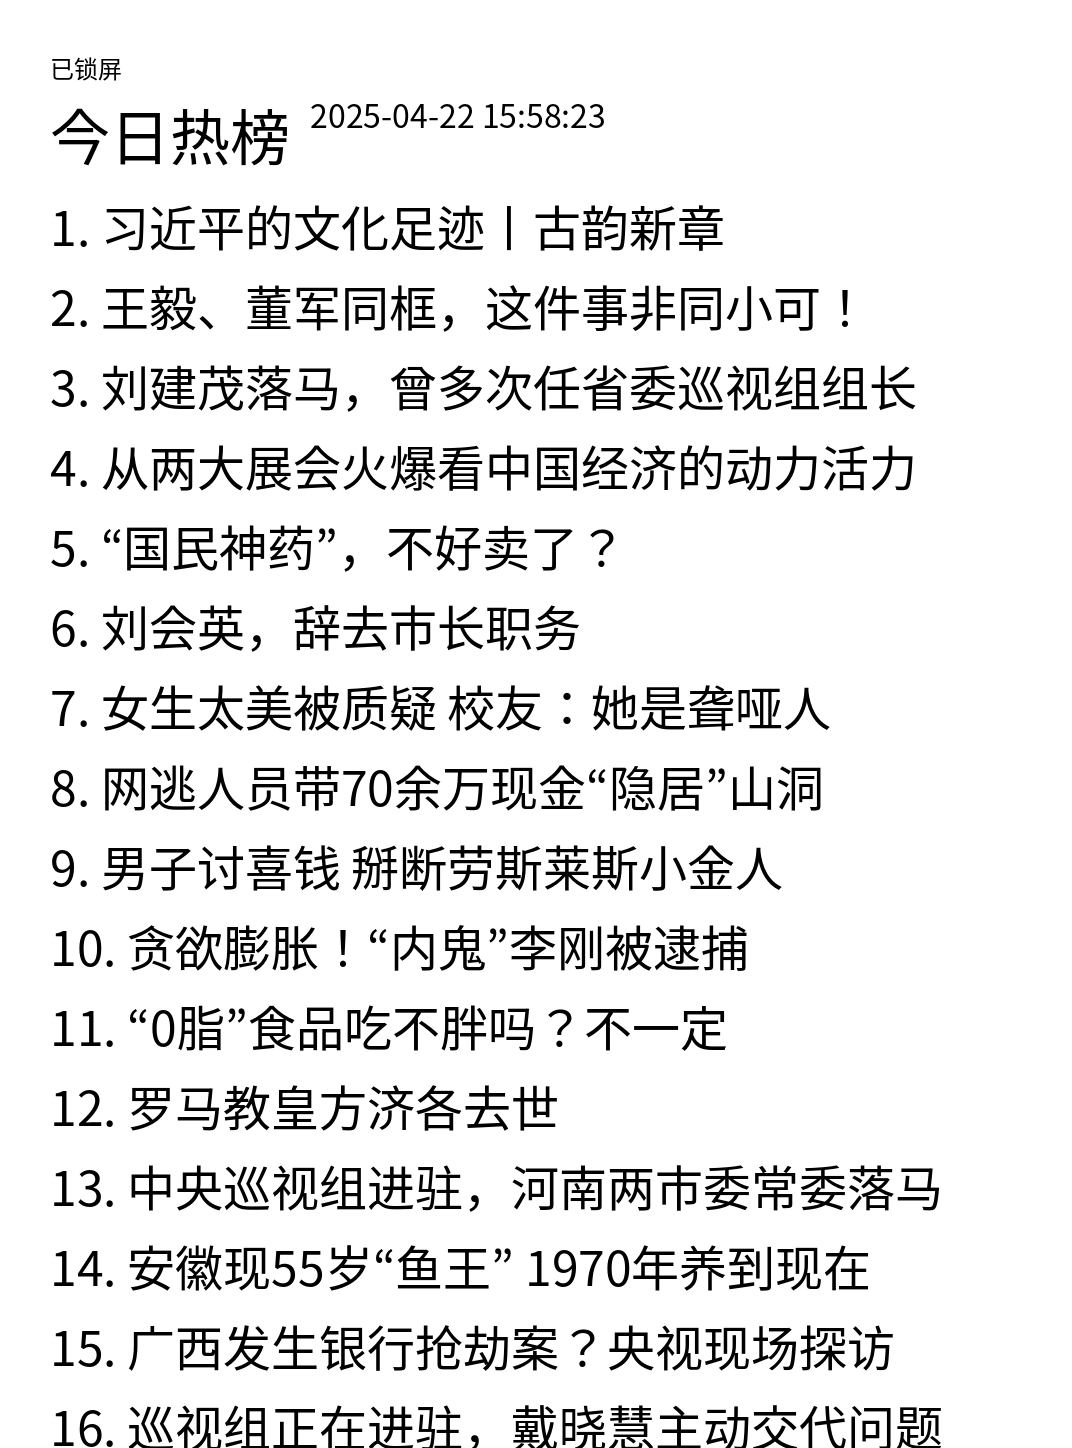 已锁屏
今日热榜 2025-04-22 15:58:23
1. 习近平的文化足迹丨古韵新章
2. 王毅、董军同框，这件事非同小可！
3. 刘建茂落马，曾多次任省委巡视组组长
4. 从两大展会火爆看中国经济的动力活力
5. “国民神药”，不好卖了？
6. 刘会英，辞去市长职务
7. 女生太美被质疑 校友：她是聋哑人
8. 网逃人员带70余万现金“隐居”山洞
9. 男子讨喜钱 掰断劳斯莱斯小金人
10. 贪欲膨胀！“内鬼”李刚被逮捕
11. “0脂”食品吃不胖吗？不一定
12. 罗马教皇方济各去世
13. 中央巡视组进驻，河南两市委常委落马
14. 安徽现55岁“鱼王” 1970年养到现在
15. 广西发生银行抢劫案？央视现场探访
16. 巡视组正在进驻，戴晓慧主动交代问题